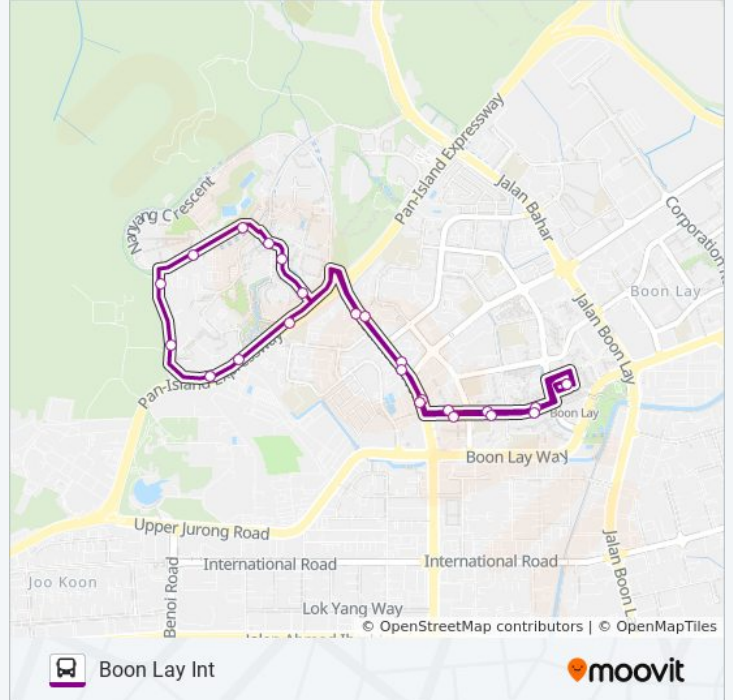 Pan-Island Expressway
Nanyang Crescent
Jalan Bahar
Corporation
Boon Lay
Jalan Boon Lay
Pan-Island Expressway
Boon Lay
Boon Lay Way
Upper Jurong Road
International Road
International Road
Joo Koon
Benoi Road
Jalan Boon L
Lok Yang Way
© OpenStreetMap contributors | © OpenMapTiles
Boon Lay Int
moovit